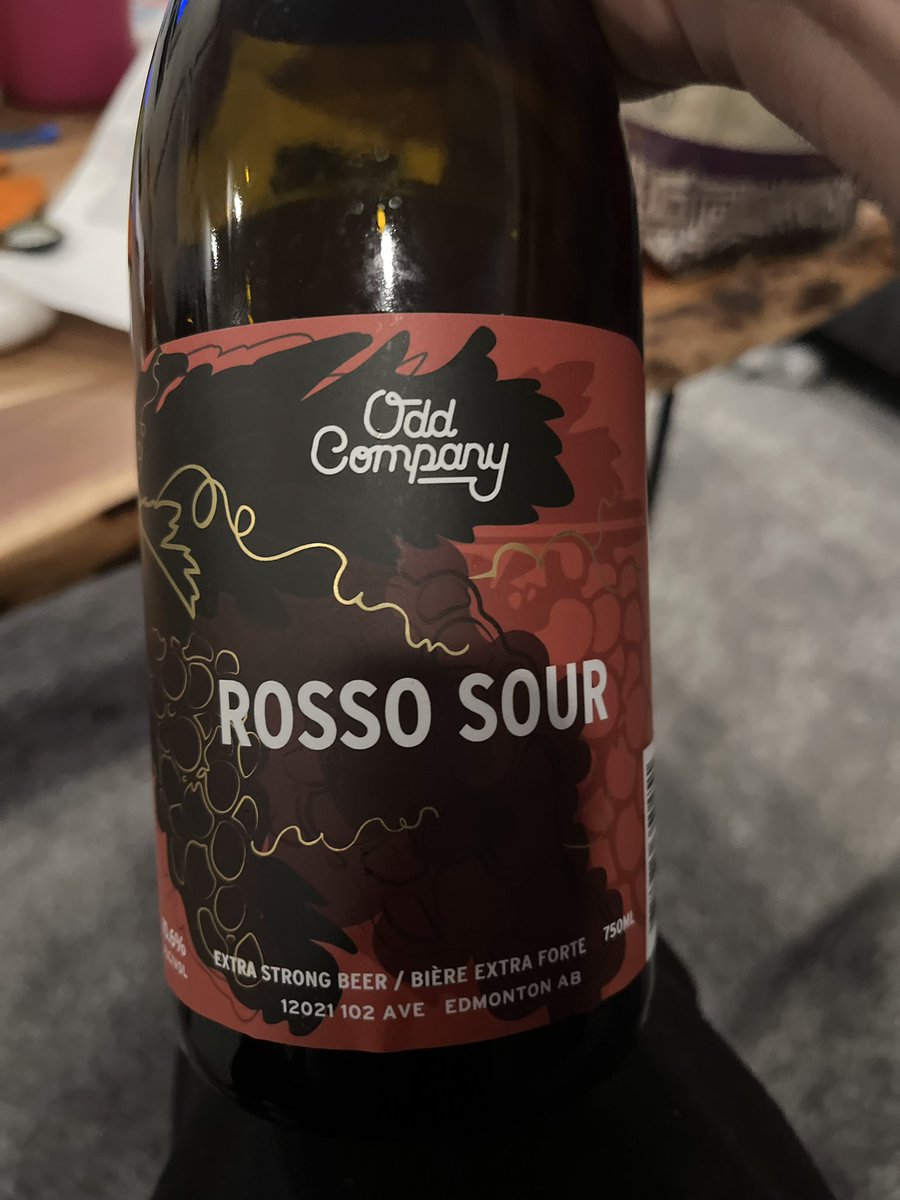 Odd
Company
ROSSO SOUR
EXTRA STRONG BEER / BIÈRE EXTRA FORTE
750ML
12021 102 AVE EDMONTON AB